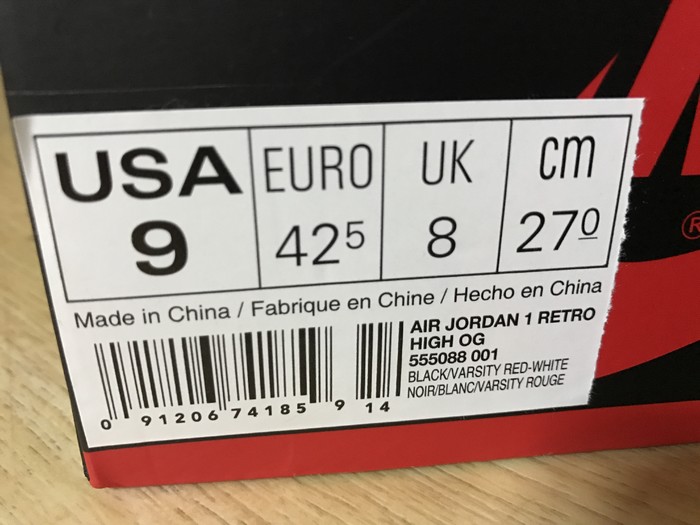 USA EURO UK cm
9 42⁵ 8 27⁰
Made in China / Fabrique en Chine / Hecho en China
AIR JORDAN 1 RETRO
HIGH OG
555088 001
BLACK/VARSITY RED-WHITE
NOIR/BLANC/VARSITY ROUGE
0 91206 74185 9 14
®